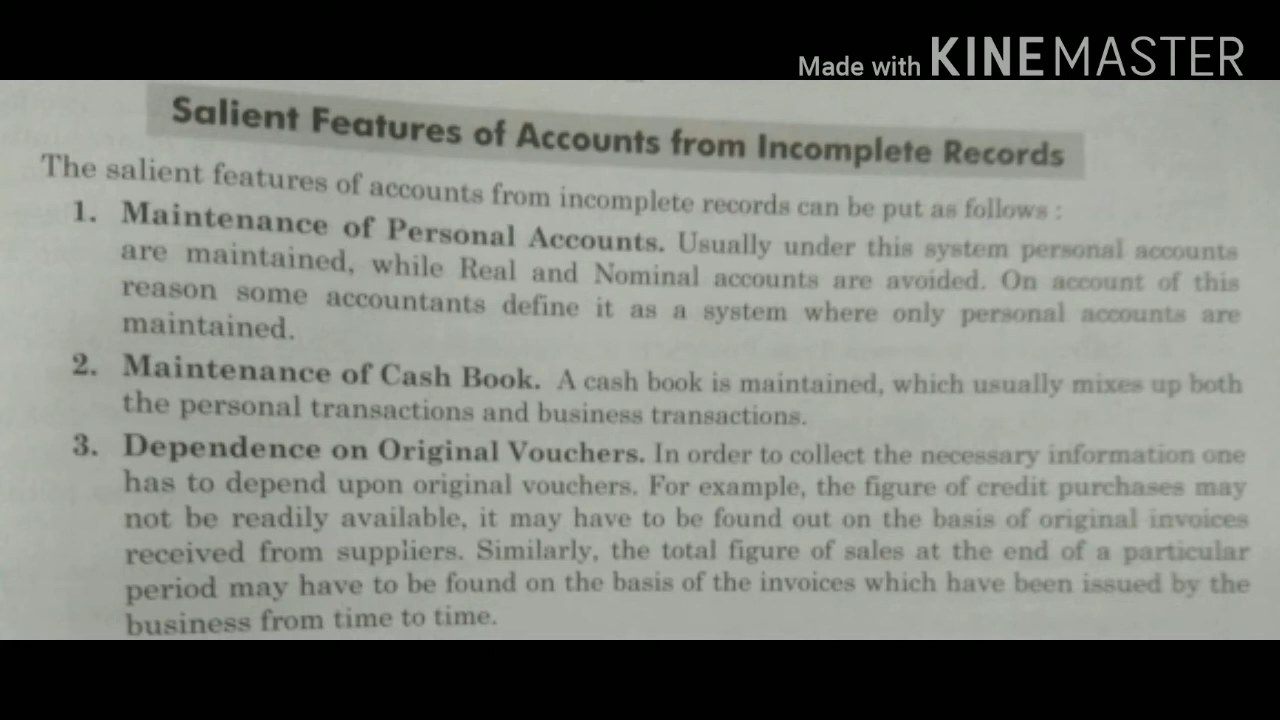 Made with KINEMASTER
Salient Features of Accounts from Incomplete Records
The salient features of accounts from incomplete records can be put as follows :
1. Maintenance of Personal Accounts. Usually under this system personal accounts
are maintained, while Real and Nominal accounts are avoided. On account of this
reason some accountants define it as a system where only personal accounts are
maintained.
2. Maintenance of Cash Book. A cash book is maintained, which usually mixes up both
the personal transactions and business transactions.
3. Dependence on Original Vouchers. In order to collect the necessary information one
has to depend upon original vouchers. For example, the figure of credit purchases may
not be readily available, it may have to be found out on the basis of original invoices
received from suppliers. Similarly, the total figure of sales at the end of a particular
period may have to be found on the basis of the invoices which have been issued by the
business from time to time.